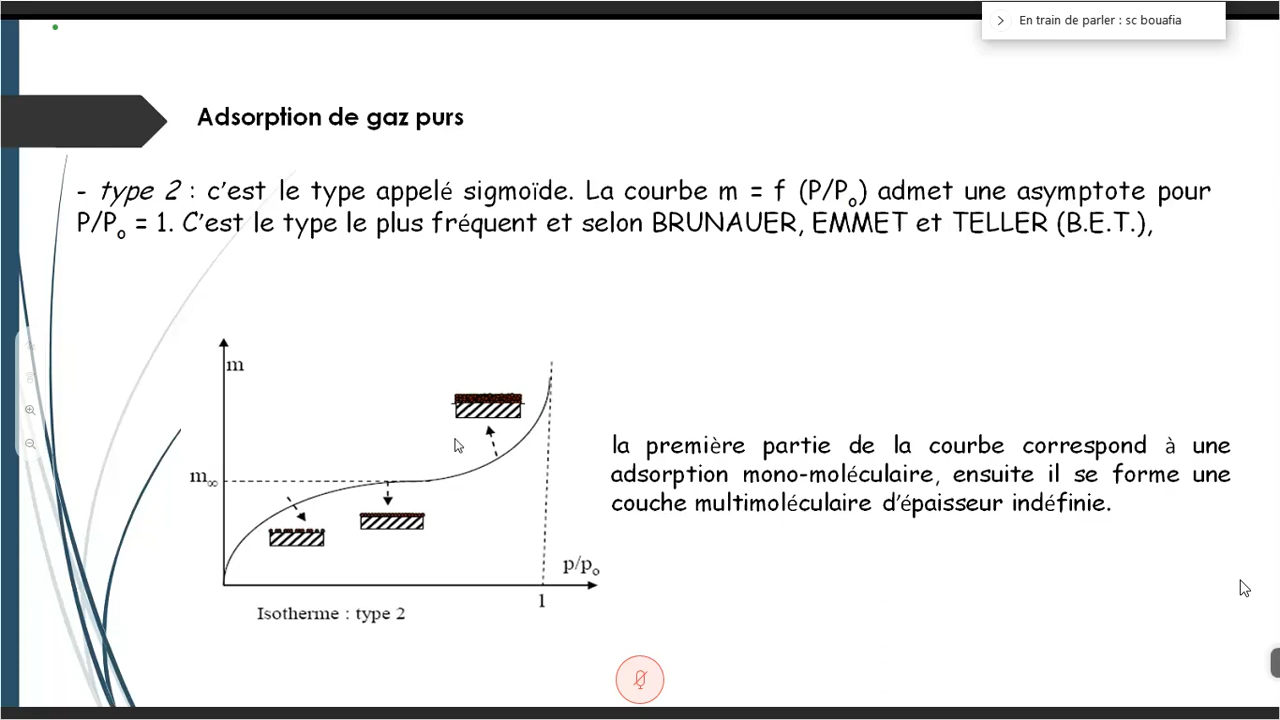 En train de parler : sc bouafia
Adsorption de gaz purs
- type 2 : c'est le type appelé sigmoïde. La courbe m = f (P/Po) admet une asymptote pour
P/Po = 1. C'est le type le plus fréquent et selon BRUNAUER, EMMET et TELLER (B.E.T.),
m
m∞
p/po
1
Isotherme : type 2
la première partie de la courbe correspond à une
adsorption mono-moléculaire, ensuite il se forme une
couche multimoléculaire d'épaisseur indéfinie.